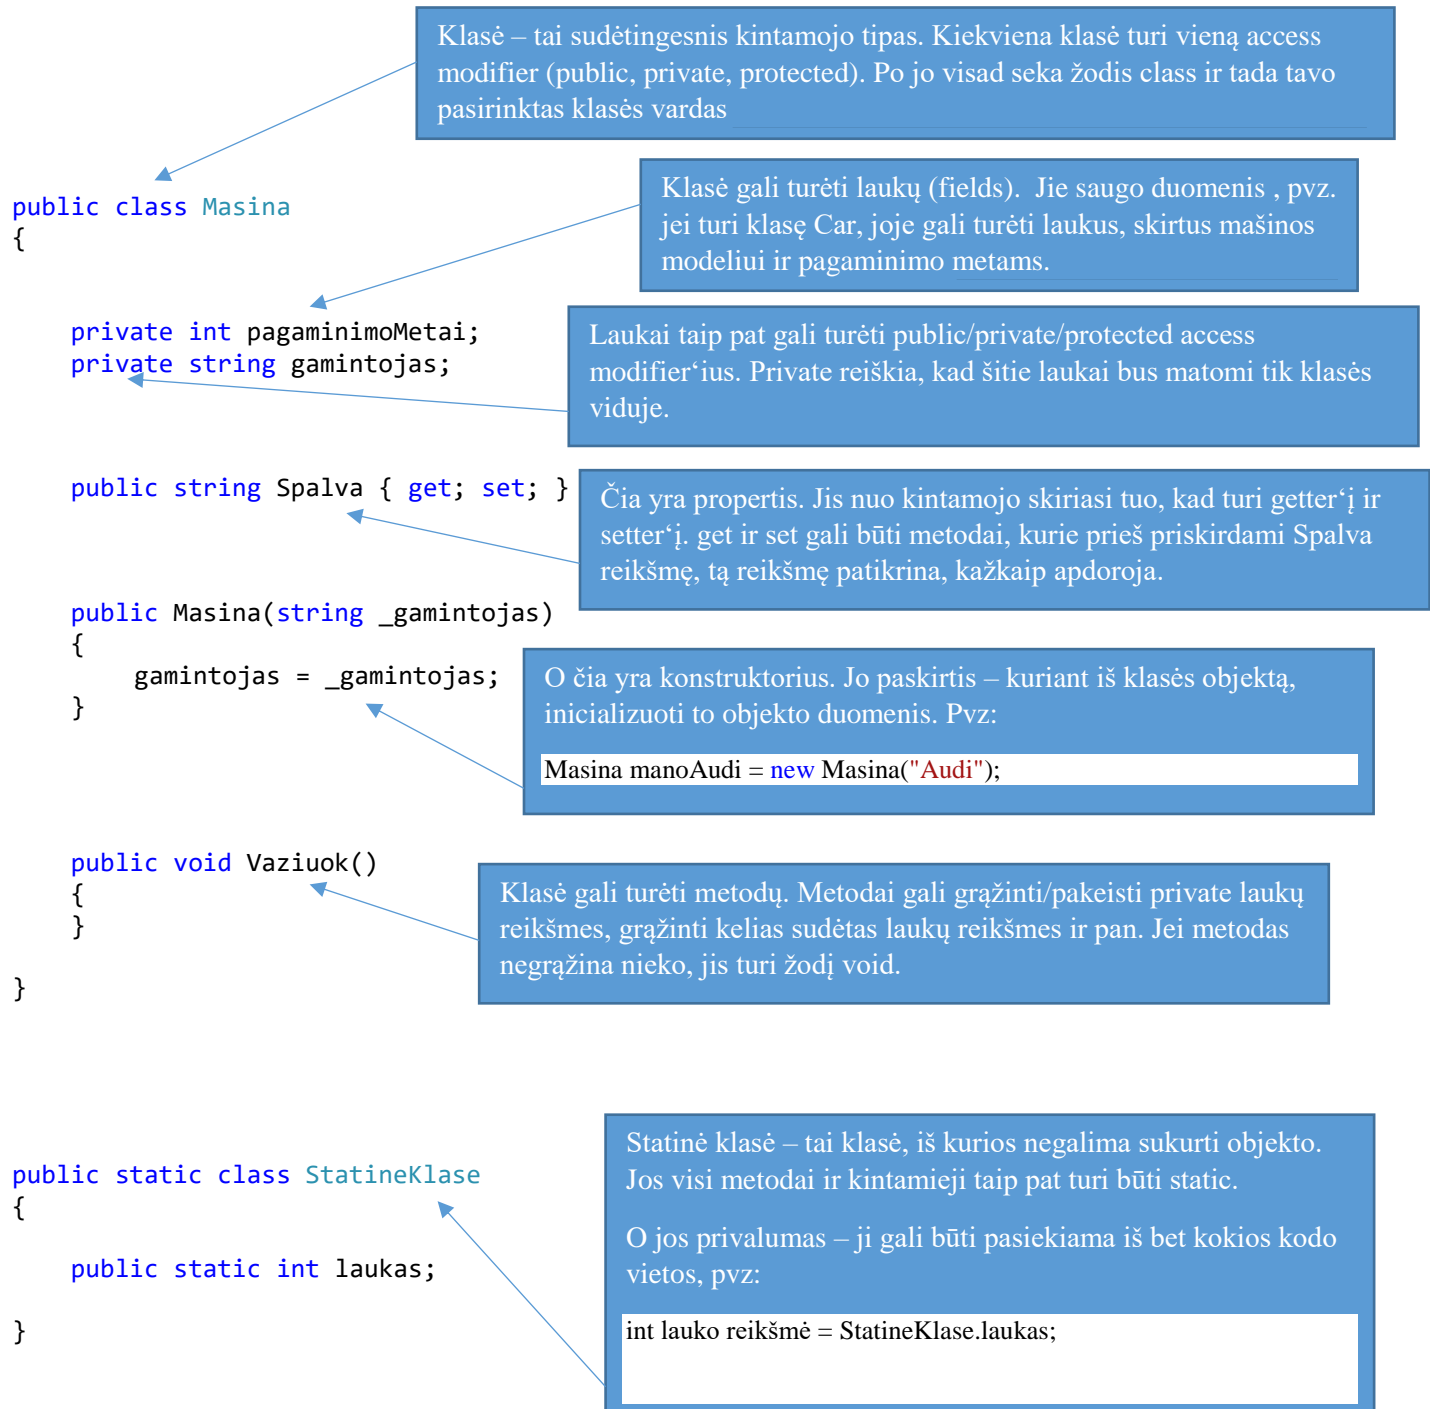 Klasė – tai sudėtingesnis kintamojo tipas. Kiekviena klasė turi vieną access
modifier (public, private, protected). Po jo visad seka žodis class ir tada tavo
pasirinktas klasės vardas
public class Masina
{
Klasė gali turėti laukų (fields).  Jie saugo duomenis , pvz.
jei turi klasę Car, joje gali turėti laukus, skirtus mašinos
modeliui ir pagaminimo metams.
private int pagaminimoMetai;
private string gamintojas;
Laukai taip pat gali turėti public/private/protected access
modifier‘ius. Private reiškia, kad šitie laukai bus matomi tik klasės
viduje.
public string Spalva { get; set; }
Čia yra propertis. Jis nuo kintamojo skiriasi tuo, kad turi getter‘į ir
setter‘į. get ir set gali būti metodai, kurie prieš priskirdami Spalva
reikšmę, tą reikšmę patikrina, kažkaip apdoroja.
public Masina(string _gamintojas)
{
gamintojas = _gamintojas;
}
O čia yra konstruktorius. Jo paskirtis – kuriant iš klasės objektą,
inicializuoti to objekto duomenis. Pvz:
Masina manoAudi = new Masina("Audi");
public void Vaziuok()
{
}
Klasė gali turėti metodų. Metodai gali grąžinti/pakeisti private laukų
reikšmes, grąžinti kelias sudėtas laukų reikšmes ir pan. Jei metodas
negrąžina nieko, jis turi žodį void.
}
public static class StatineKlase
{
public static int laukas;
}
Statinė klasė – tai klasė, iš kurios negalima sukurti objekto.
Jos visi metodai ir kintamieji taip pat turi būti static.
O jos privalumas – ji gali būti pasiekiama iš bet kokios kodo
vietos, pvz:
int lauko reikšmė = StatineKlase.laukas;